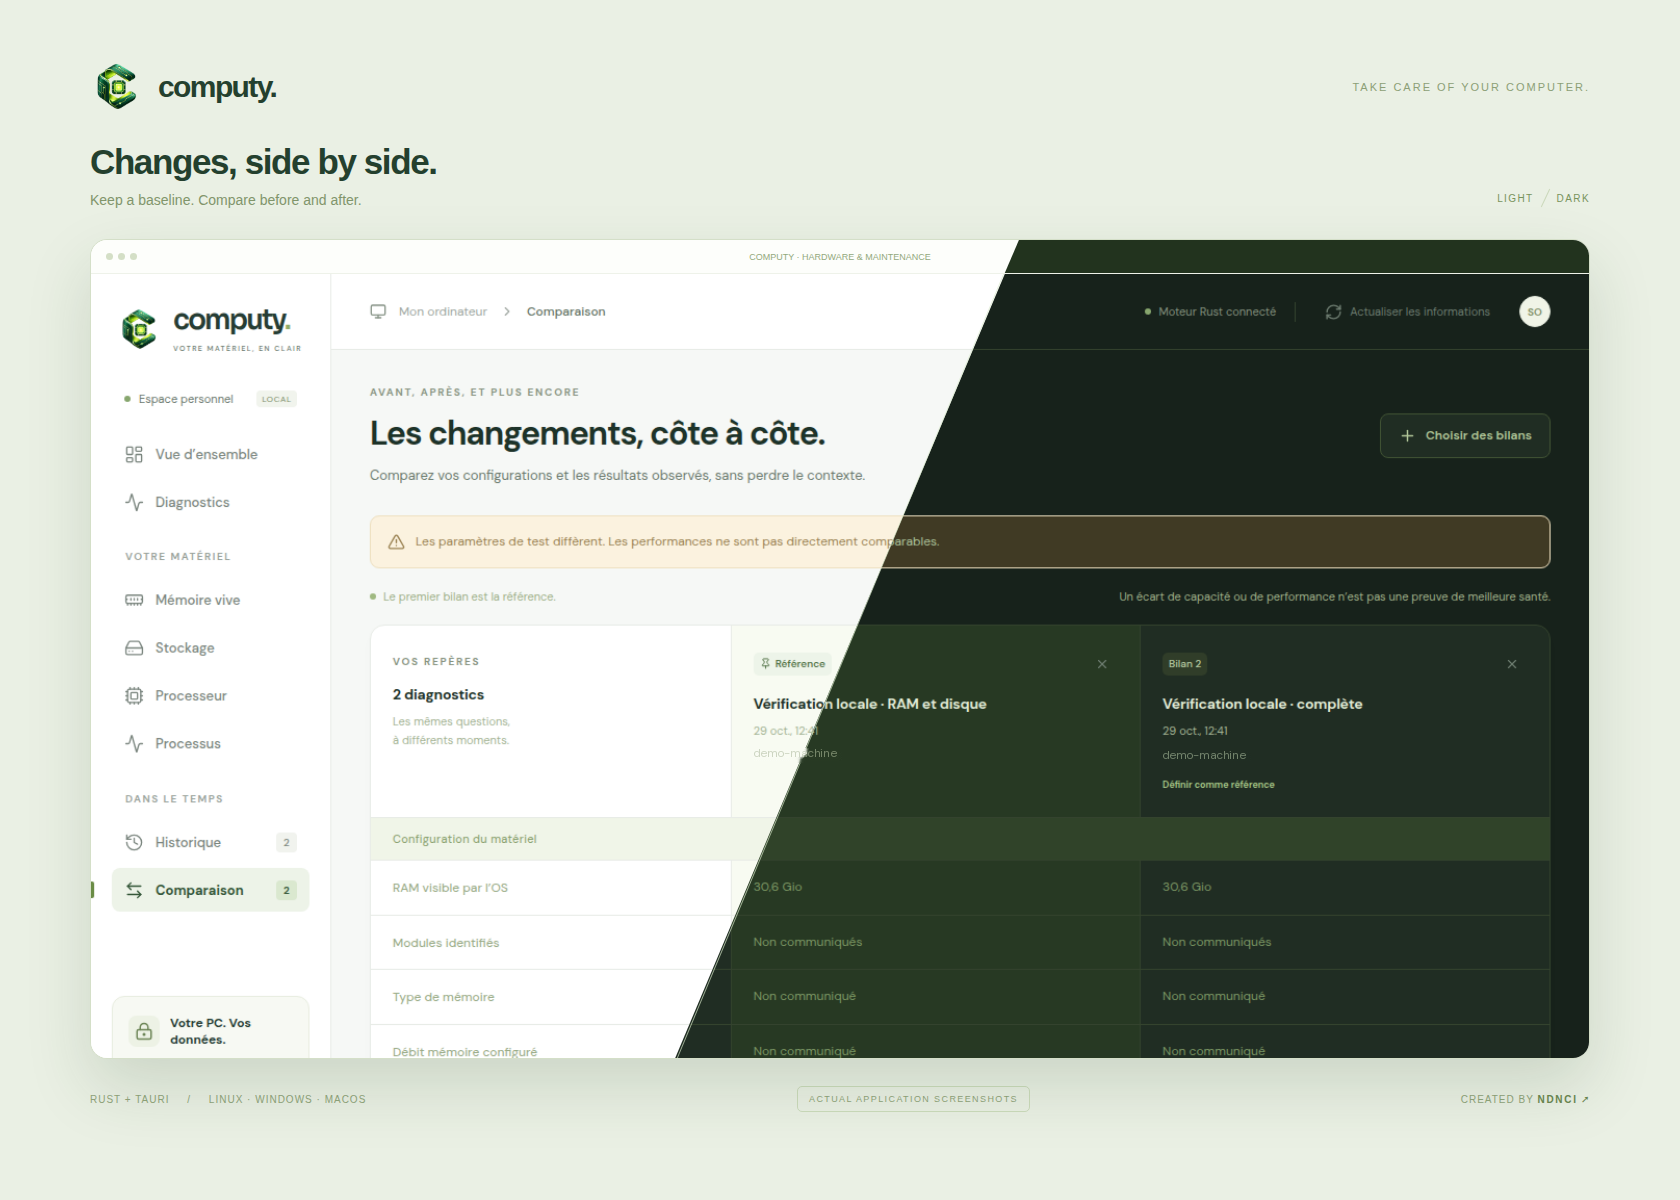 computy.
TAKE CARE OF YOUR COMPUTER.
Changes, side by side.
Keep a baseline. Compare before and after.
LIGHT / DARK
COMPUTY · HARDWARE & MAINTENANCE
computy.
VOTRE MATÉRIEL, EN CLAIR
Espace personnel LOCAL
Vue d'ensemble
Diagnostics
VOTRE MATÉRIEL
Mémoire vive
Stockage
Processeur
Processus
DANS LE TEMPS
Historique 2
Comparaison 2
Votre PC. Vos
données.
Mon ordinateur > Comparaison
Moteur Rust connecté
Actualiser les informations
SO
AVANT, APRÈS, ET PLUS ENCORE
Les changements, côte à côte.
Comparez vos configurations et les résultats observés, sans perdre le contexte.
Choisir des bilans
Les paramètres de test diffèrent. Les performances ne sont pas directement comparables.
Le premier bilan est la référence.
Un écart de capacité ou de performance n'est pas une preuve de meilleure santé.
VOS REPÈRES
2 diagnostics
Les mêmes questions,
à différents moments.
Référence
Vérification locale · RAM et disque
29 oct., 12:41
demo-machine
Bilan 2
Vérification locale · complète
29 oct., 12:41
demo-machine
Définir comme référence
Configuration du matériel
RAM visible par l'OS 30,6 Gio 30,6 Gio
Modules identifiés Non communiqués Non communiqués
Type de mémoire Non communiqué Non communiqué
Débit mémoire configuré Non communiqué Non communiqué
RUST + TAURI / LINUX · WINDOWS · MACOS
ACTUAL APPLICATION SCREENSHOTS
CREATED BY NDNCI ↗